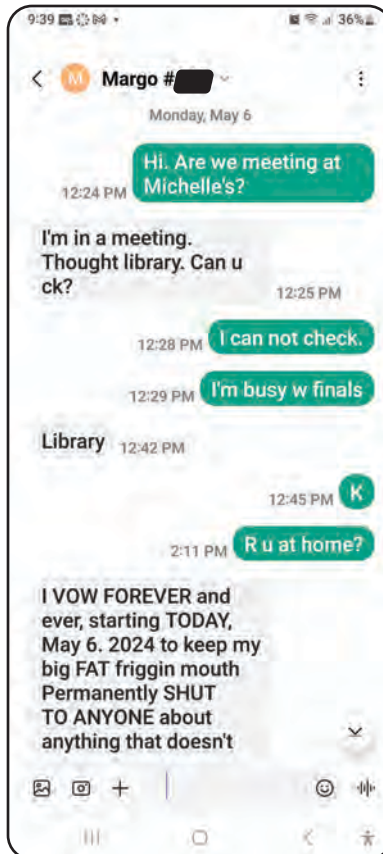 9:39
36%
M
Margo #
Monday, May 6
Hi. Are we meeting at
Michelle's?
12:24 PM
I'm in a meeting.
Thought library. Can u
ck?
12:25 PM
12:28 PM
I can not check.
12:29 PM
I'm busy w finals
Library
12:42 PM
12:45 PM
K
2:11 PM
R u at home?
I VOW FOREVER and
ever, starting TODAY,
May 6. 2024 to keep my
big FAT friggin mouth
Permanently SHUT
TO ANYONE about
anything that doesn't